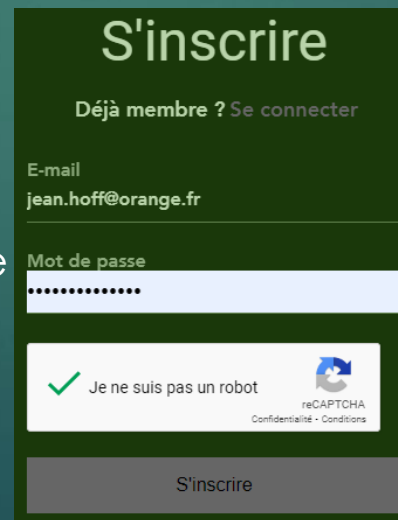 S'inscrire
Déjà membre ? Se connecter
E-mail
jean.hoff@orange.fr
e
Mot de passe
••••••••••••••
Je ne suis pas un robot
reCAPTCHA
Confidentialité - Conditions
S'inscrire